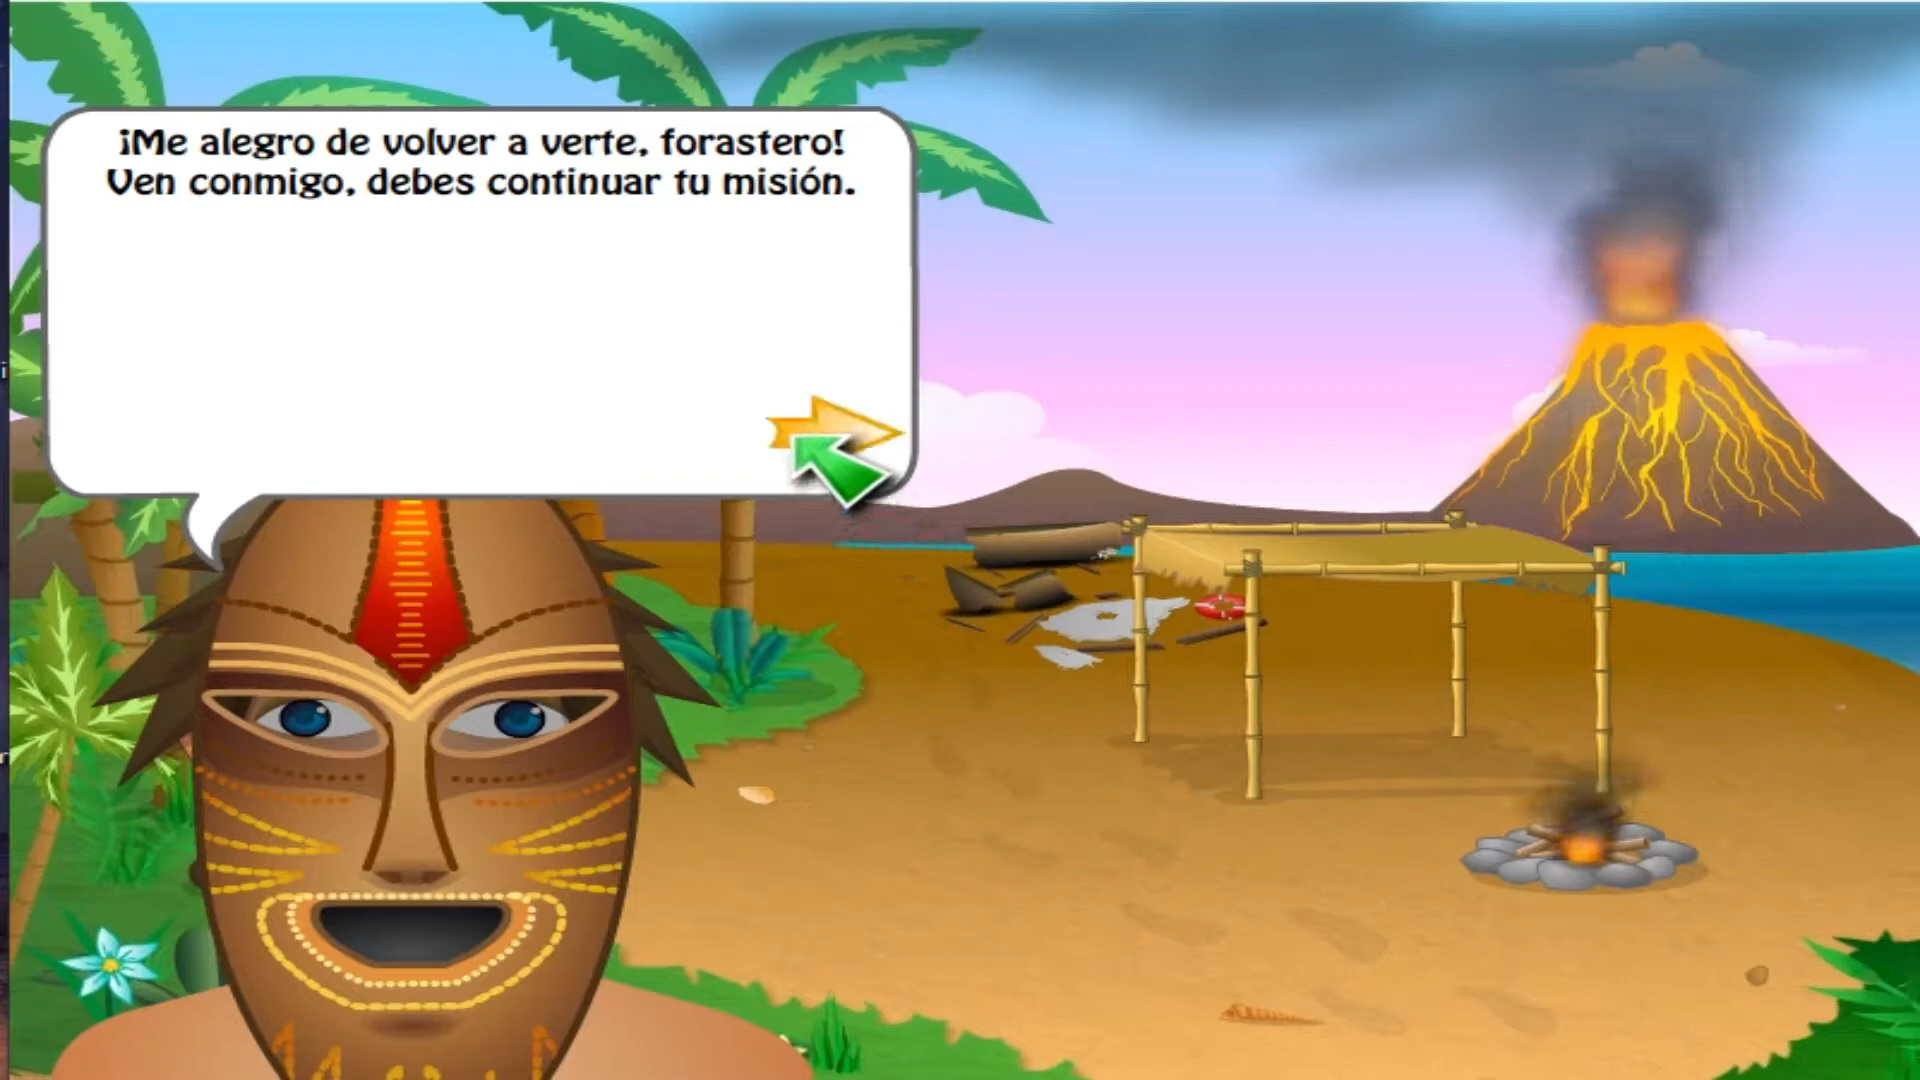 ¡Me alegro de volver a verte, forastero!
Ven conmigo, debes continuar tu misión.